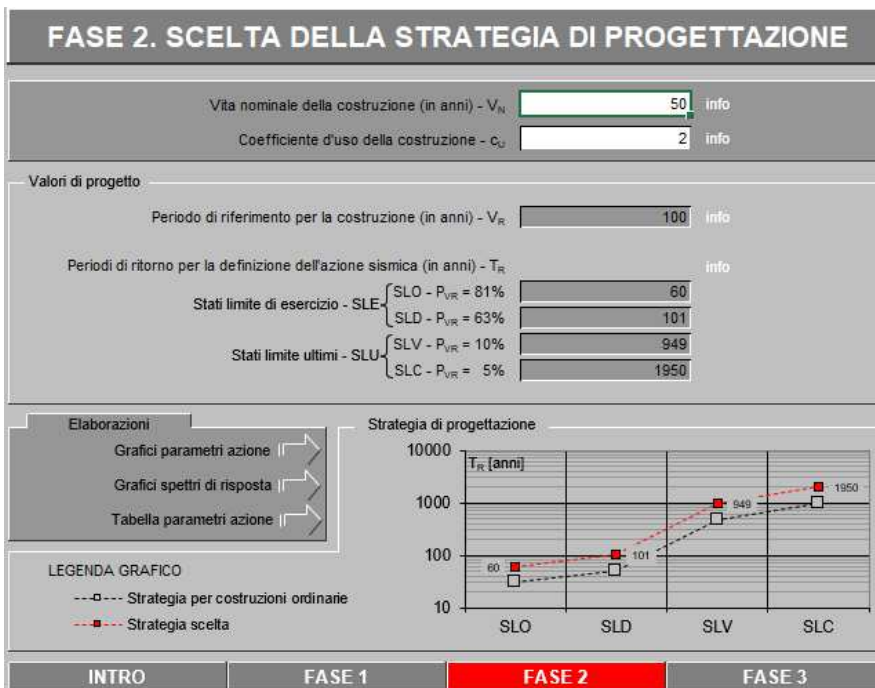 FASE 2. SCELTA DELLA STRATEGIA DI PROGETTAZIONE
Vita nominale della costruzione (in anni) - VN 50 info
Coefficiente d'uso della costruzione - cU 2 info
Valori di progetto
Periodo di riferimento per la costruzione (in anni) - VR 100 info
Periodi di ritorno per la definizione dell'azione sismica (in anni) - TR info
Stati limite di esercizio - SLE
SLO - PVR = 81% 60
SLD - PVR = 63% 101
Stati limite ultimi - SLU
SLV - PVR = 10% 949
SLC - PVR = 5% 1950
Elaborazioni
Grafici parametri azione
Grafici spettri di risposta
Tabella parametri azione
Strategia di progettazione
TR [anni]
10000
1000
100
10
60
101
949
1950
SLO SLD SLV SLC
LEGENDA GRAFICO
Strategia per costruzioni ordinarie
Strategia scelta
INTRO FASE 1 FASE 2 FASE 3